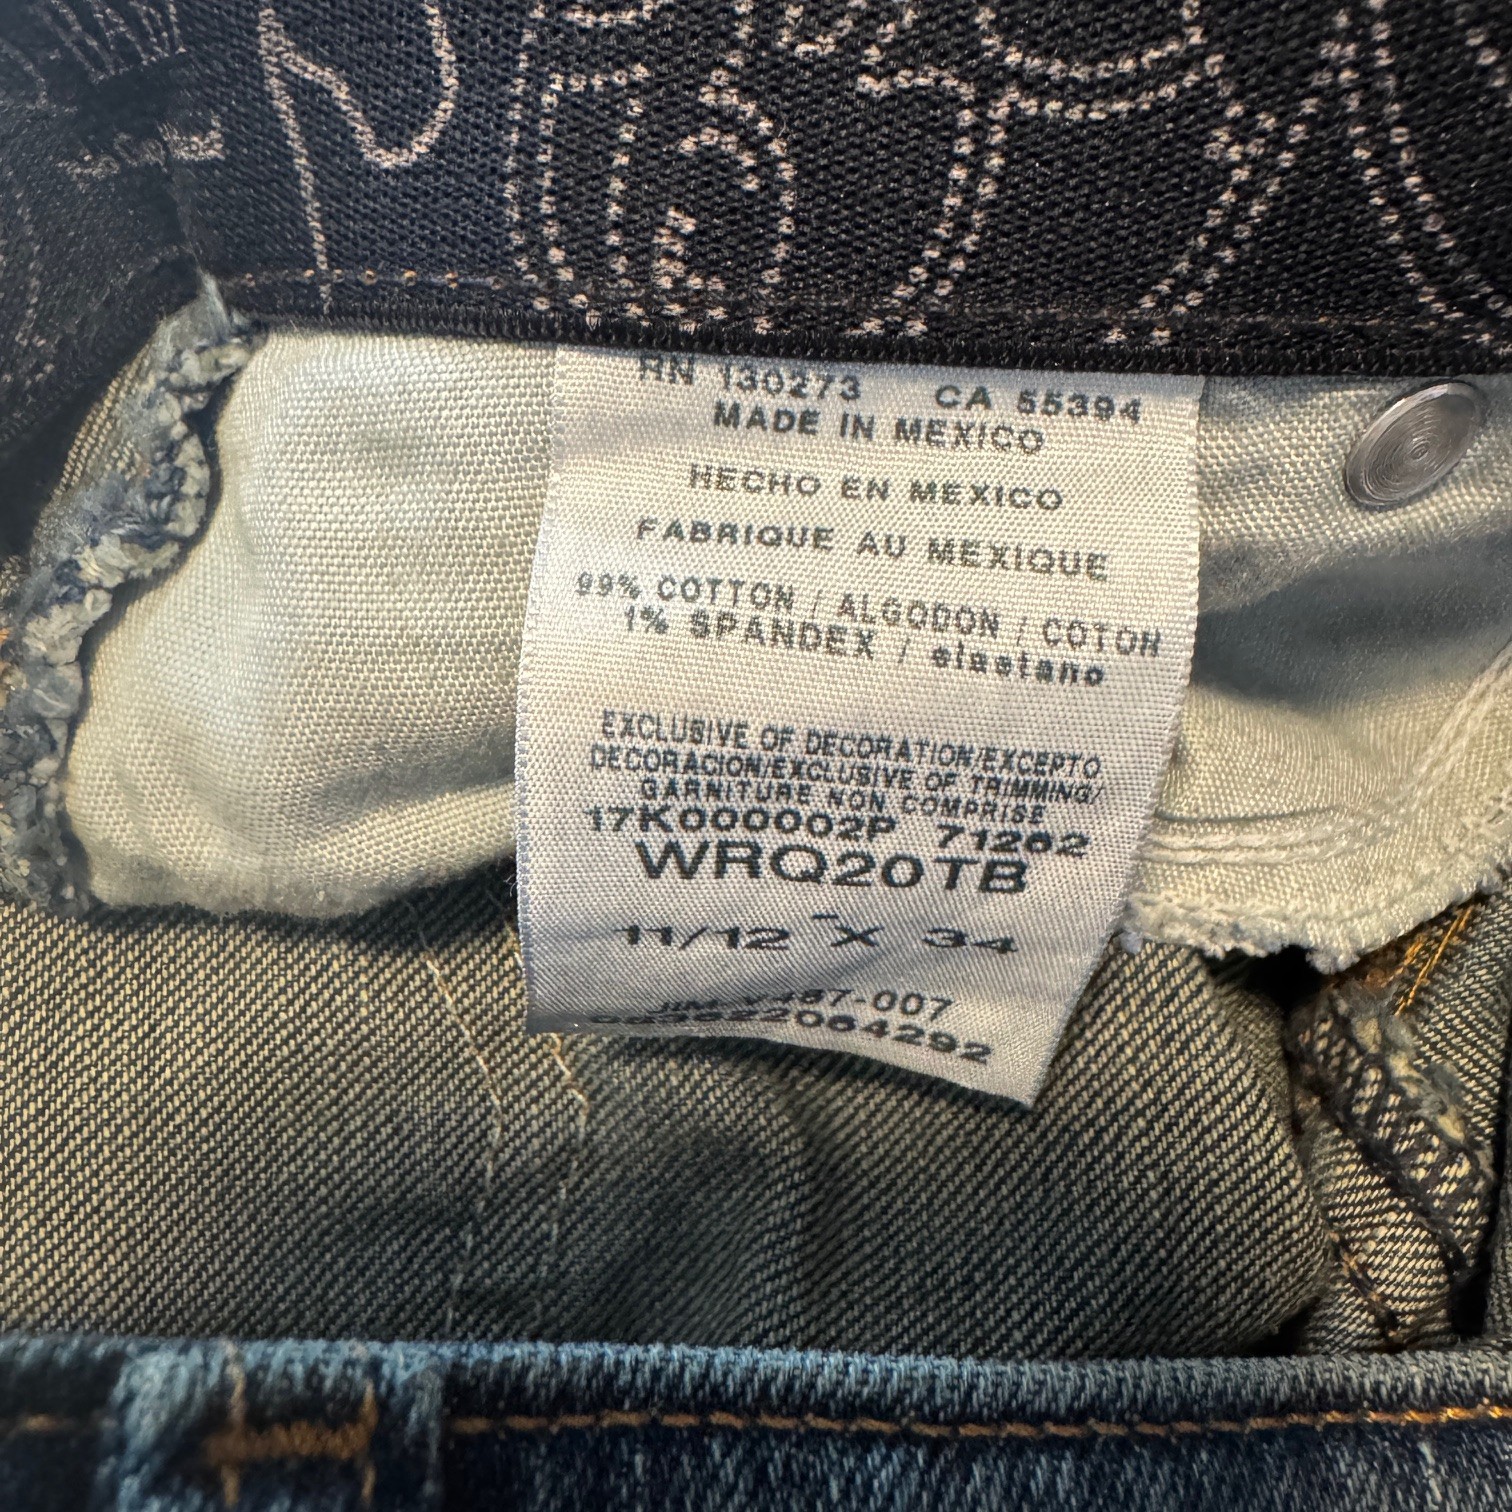 RN 130273 CA 55394
MADE IN MEXICO
HECHO EN MEXICO
FABRIQUE AU MEXIQUE
99% COTTON / ALGODON / COTON
1% SPANDEX / elastano
EXCLUSIVE OF DECORATION/EXCEPTO
DECORACION/EXCLUSIVE OF TRIMMING/
GARNITURE NON COMPRISE
17K000002P 71262
WRQ20TB
11/12 - X 34